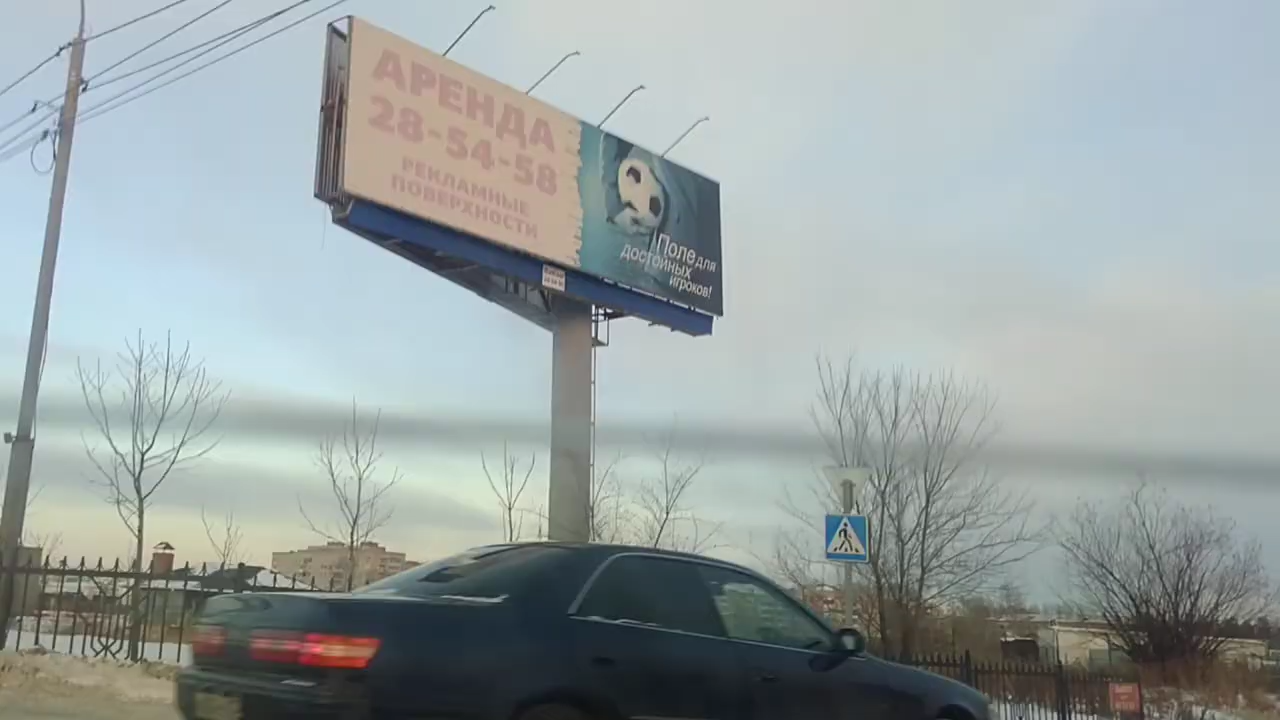 АРЕНДА
28-54-58
РЕКЛАМНЫЕ
ПОВЕРХНОСТИ
Поле для
достойных
игроков!